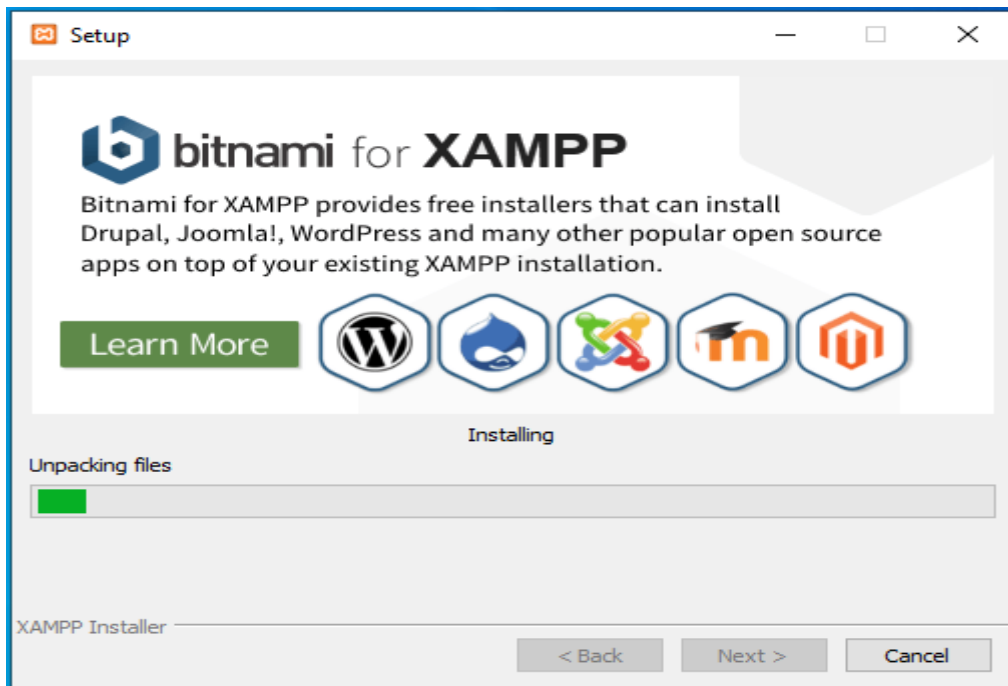 Setup
bitnami for XAMPP
Bitnami for XAMPP provides free installers that can install
Drupal, Joomla!, WordPress and many other popular open source
apps on top of your existing XAMPP installation.
Learn More
Installing
Unpacking files
XAMPP Installer
< Back Next > Cancel